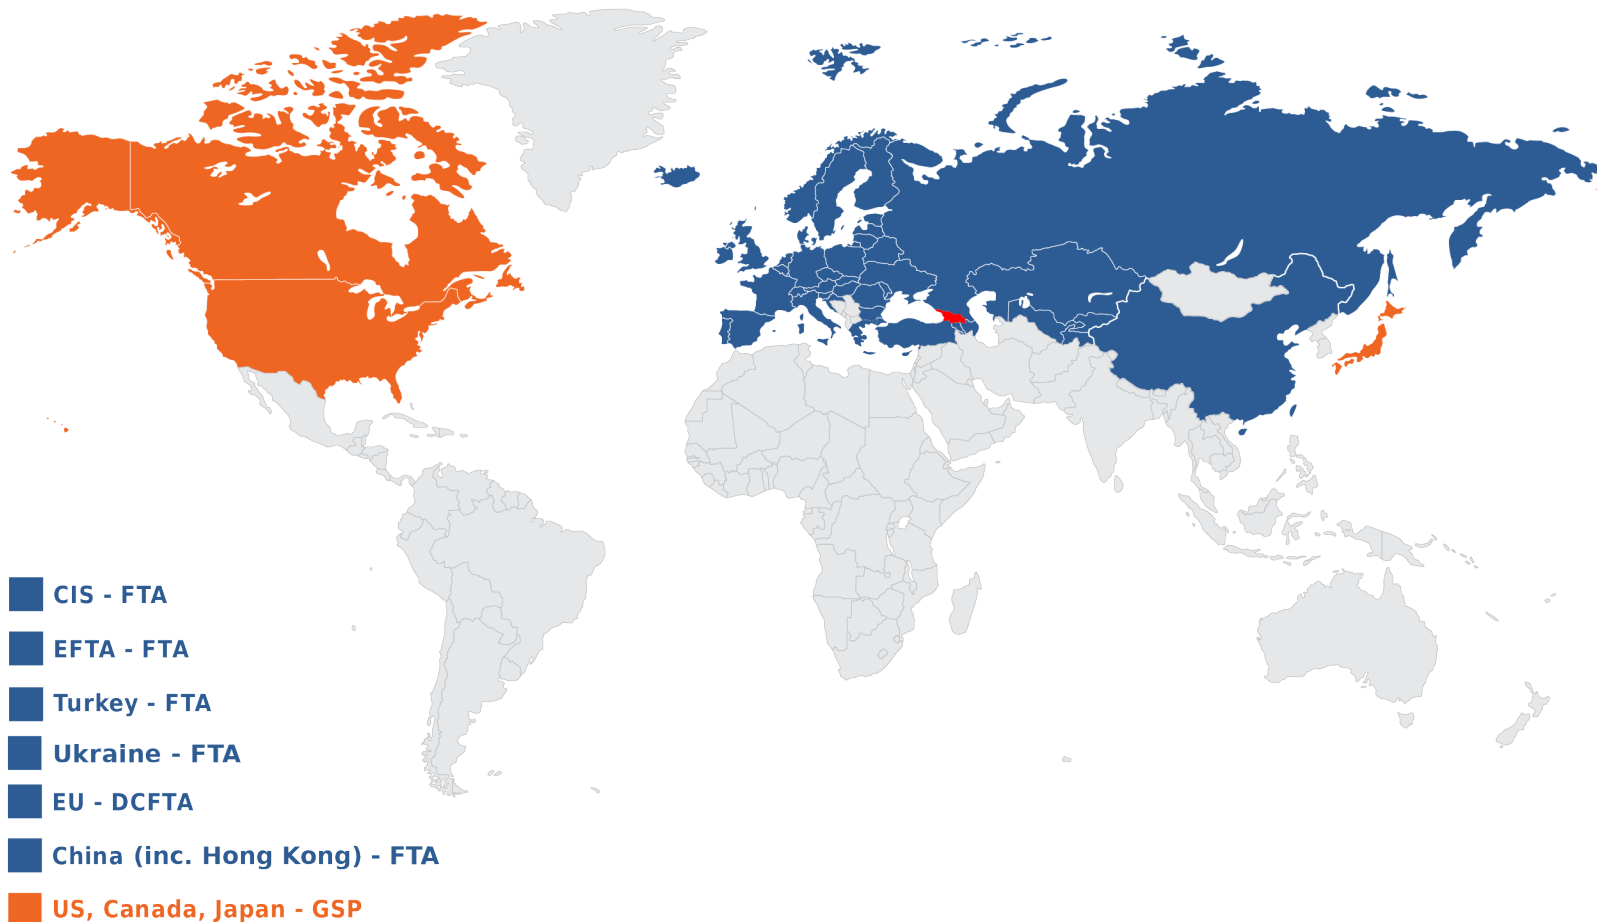 CIS - FTA
EFTA - FTA
Turkey - FTA
Ukraine - FTA
EU - DCFTA
China (inc. Hong Kong) - FTA
US, Canada, Japan - GSP